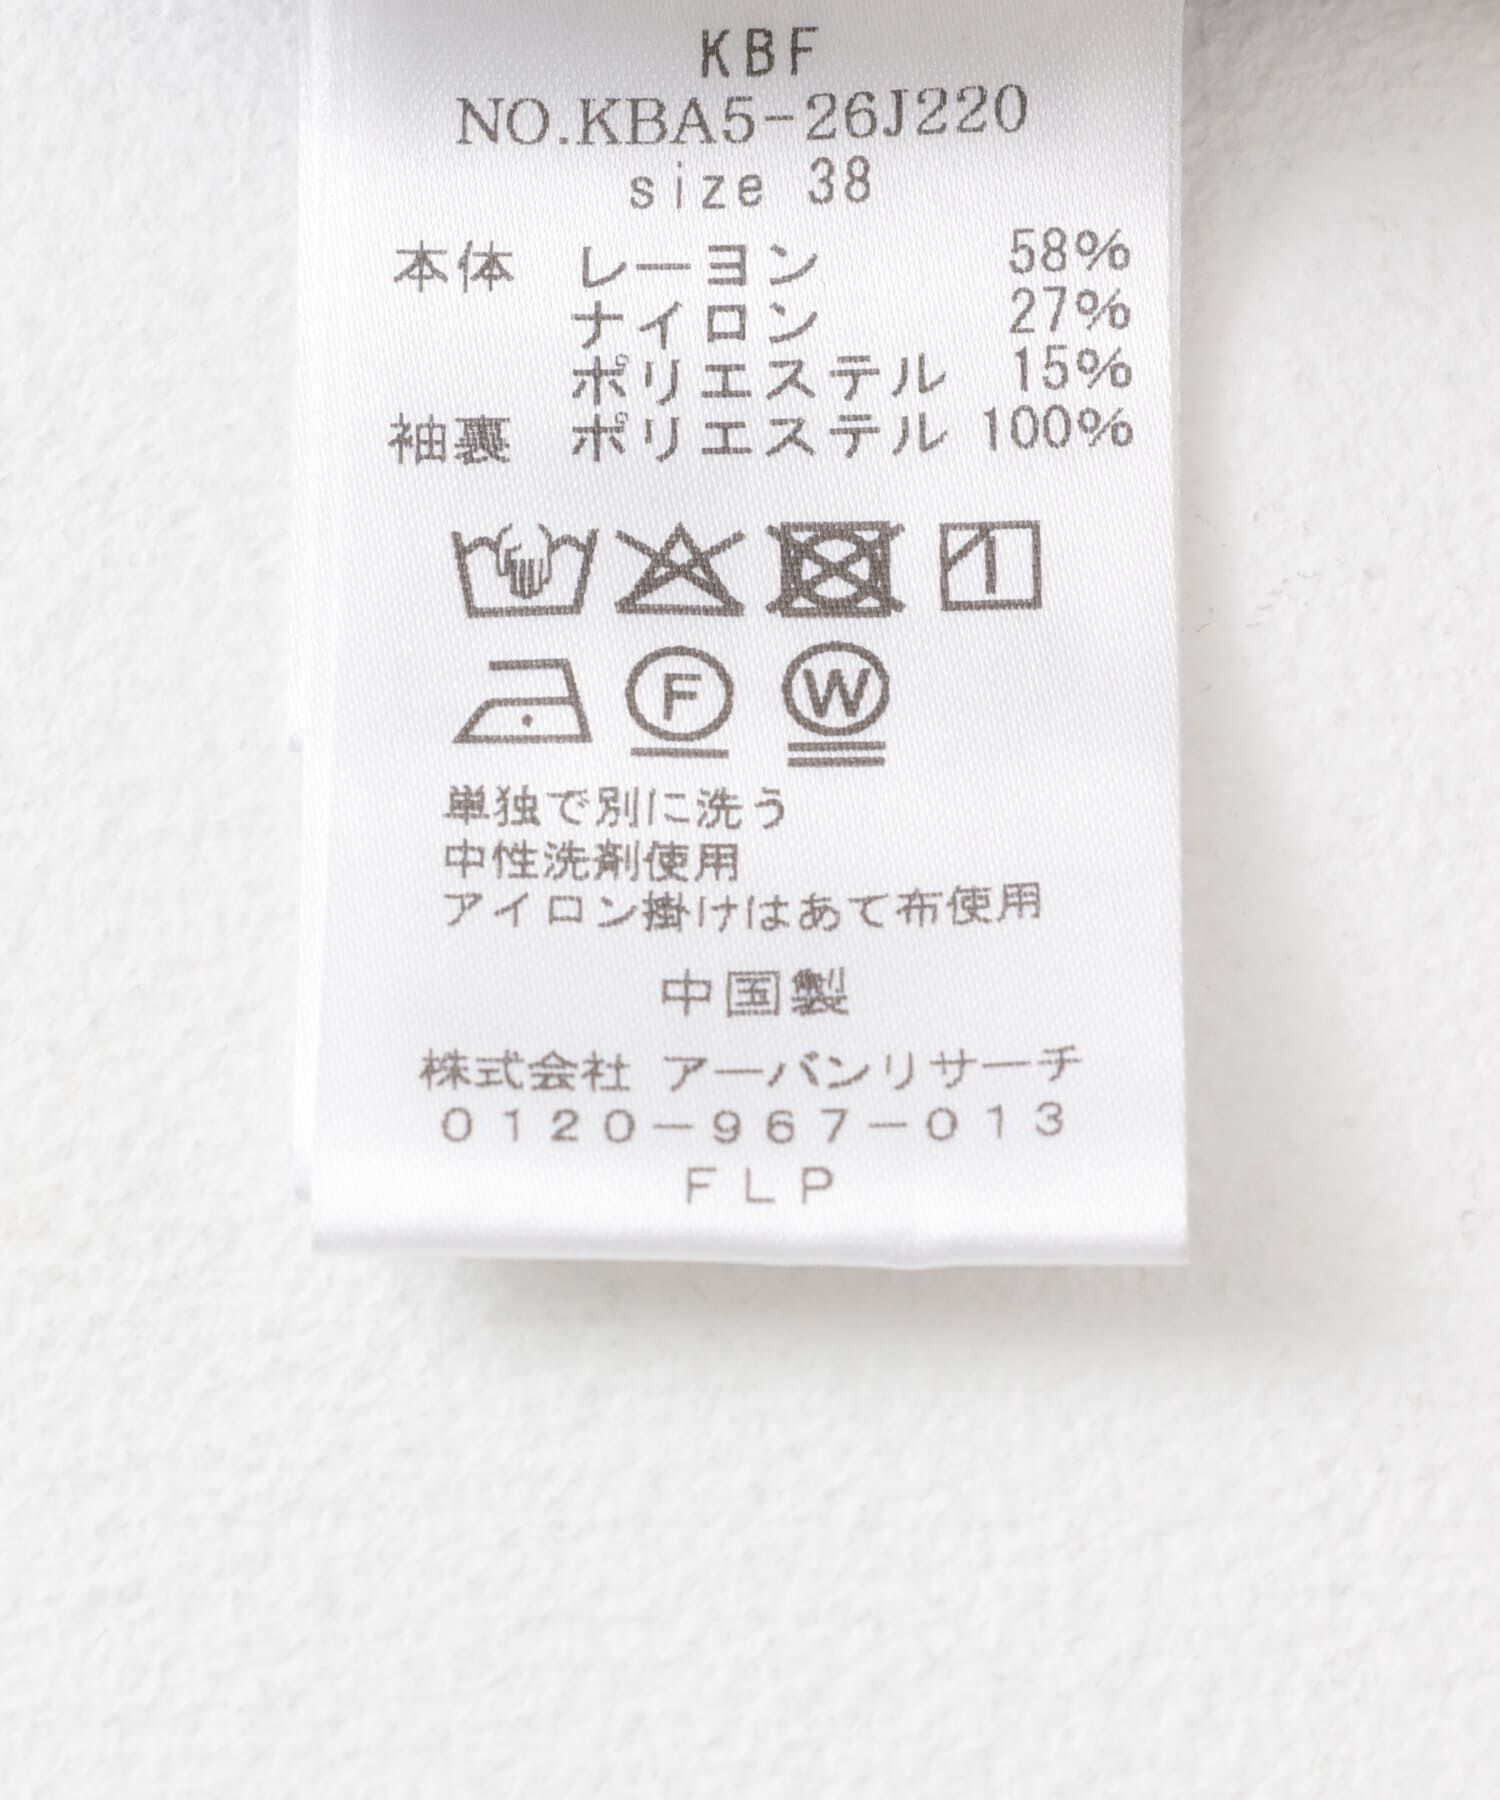 KBF
NO.KBA5-26J220
size 38
本体 レーヨン 58%
ナイロン 27%
ポリエステル 15%
袖裏 ポリエステル 100%
F W
単独で別に洗う
中性洗剤使用
アイロン掛けはあて布使用
中国製
株式会社 アーバンリサーチ
0120-967-013
FLP